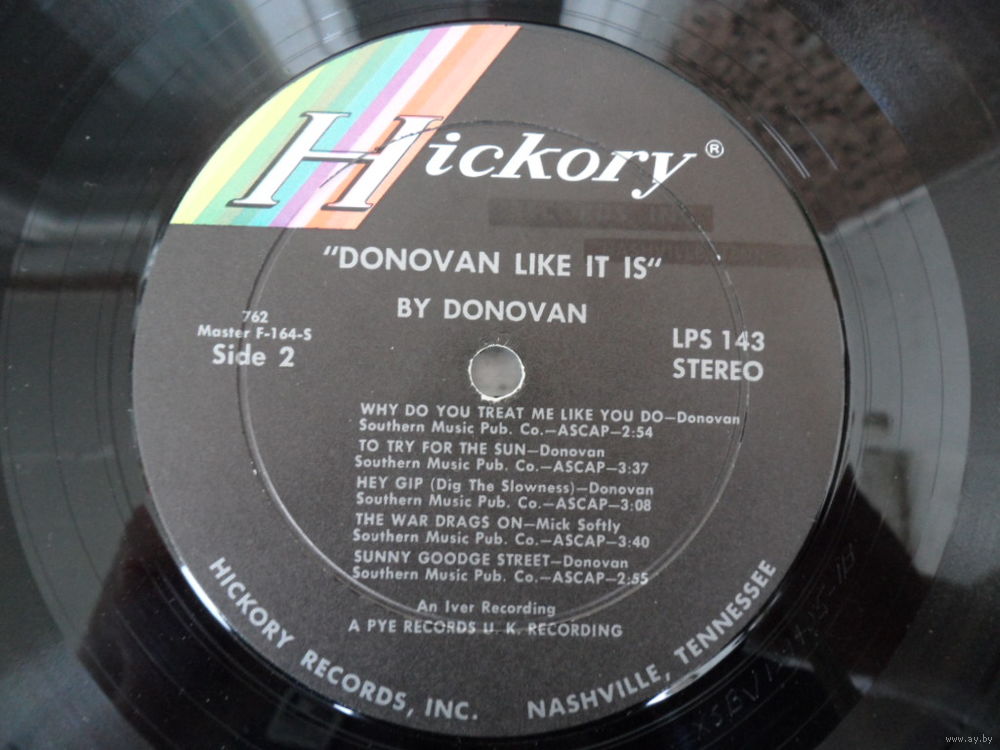 Hickory®
"DONOVAN LIKE IT IS"
BY DONOVAN
762
Master F-164-S
Side 2
LPS 143
STEREO
WHY DO YOU TREAT ME LIKE YOU DO—Donovan
Southern Music Pub. Co.—ASCAP—2:54
TO TRY FOR THE SUN—Donovan
Southern Music Pub. Co.—ASCAP—3:37
HEY GIP (Dig The Slowness)—Donovan
Southern Music Pub. Co.—ASCAP—3:08
THE WAR DRAGS ON—Mick Softly
Southern Music Pub. Co.—ASCAP—3:40
SUNNY GOODGE STREET—Donovan
Southern Music Pub. Co.—ASCAP—2:55
An Iver Recording
A PYE RECORDS U. K. RECORDING
HICKORY RECORDS, INC. NASHVILLE, TENNESSEE
www.ay.by